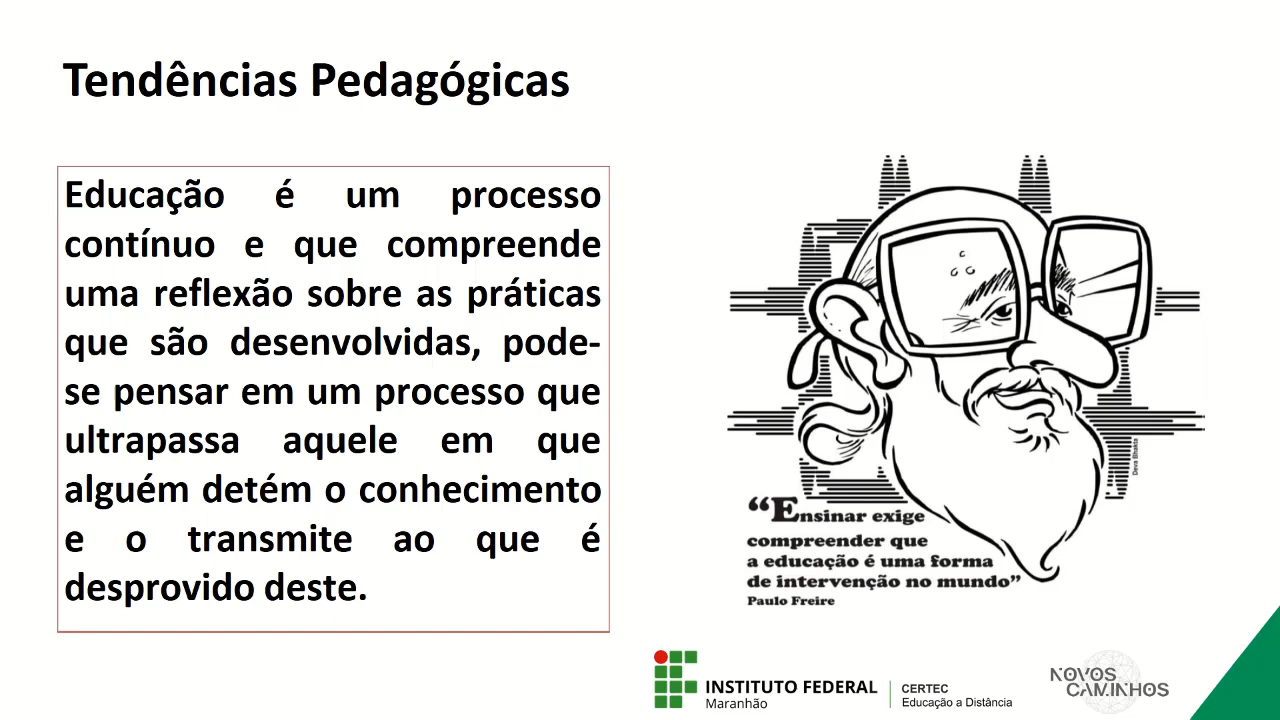 Tendências Pedagógicas
Educação é um processo
contínuo e que compreende
uma reflexão sobre as práticas
que são desenvolvidas, pode-
se pensar em um processo que
ultrapassa aquele em que
alguém detém o conhecimento
e o transmite ao que é
desprovido deste.
Deva Bhakta
“Ensinar exige
compreender que
a educação é uma forma
de intervenção no mundo”
Paulo Freire
INSTITUTO FEDERAL
Maranhão
CERTEC
Educação a Distância
NOVOS
CAMINHOS